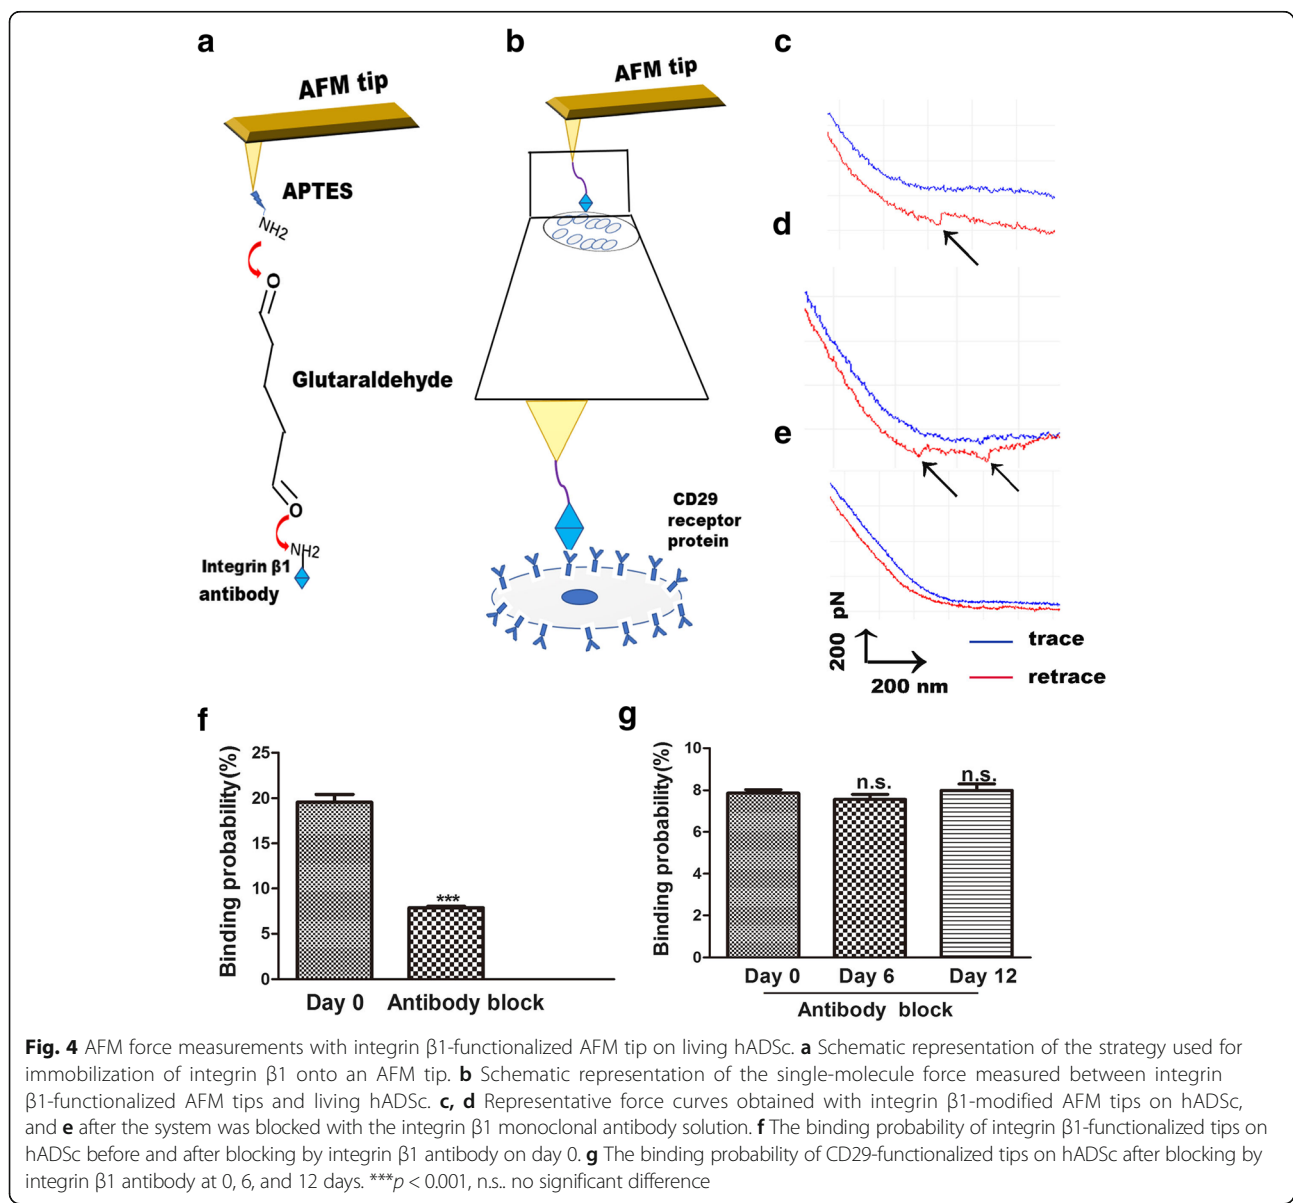 a
AFM tip
APTES
NH2
O
Glutaraldehyde
O
NH2
Integrin β1
antibody
b
AFM tip
CD29
receptor
protein
c
d
e
200 pN
200 nm
trace
retrace
f
Binding probability(%)
25
20
15
10
5
0
***
Day 0
Antibody block
g
Binding probability(%)
10
8
6
4
2
0
n.s.
n.s.
Day 0
Day 6
Day 12
Antibody block
Fig. 4 AFM force measurements with integrin β1-functionalized AFM tip on living hADSc. a Schematic representation of the strategy used for
immobilization of integrin β1 onto an AFM tip. b Schematic representation of the single-molecule force measured between integrin
β1-functionalized AFM tips and living hADSc. c, d Representative force curves obtained with integrin β1-modified AFM tips on hADSc,
and e after the system was blocked with the integrin β1 monoclonal antibody solution. f The binding probability of integrin β1-functionalized tips on
hADSc before and after blocking by integrin β1 antibody on day 0. g The binding probability of CD29-functionalized tips on hADSc after blocking by
integrin β1 antibody at 0, 6, and 12 days. ***p < 0.001, n.s.. no significant difference